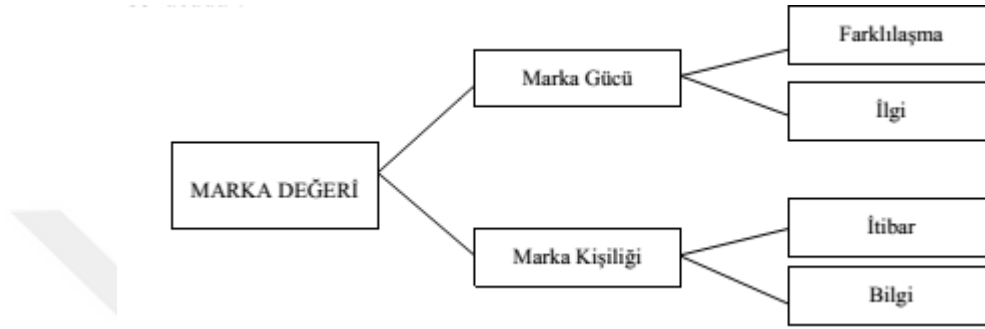 Farklılaşma
Marka Gücü
İlgi
MARKA DEĞERİ
İtibar
Marka Kişiliği
Bilgi